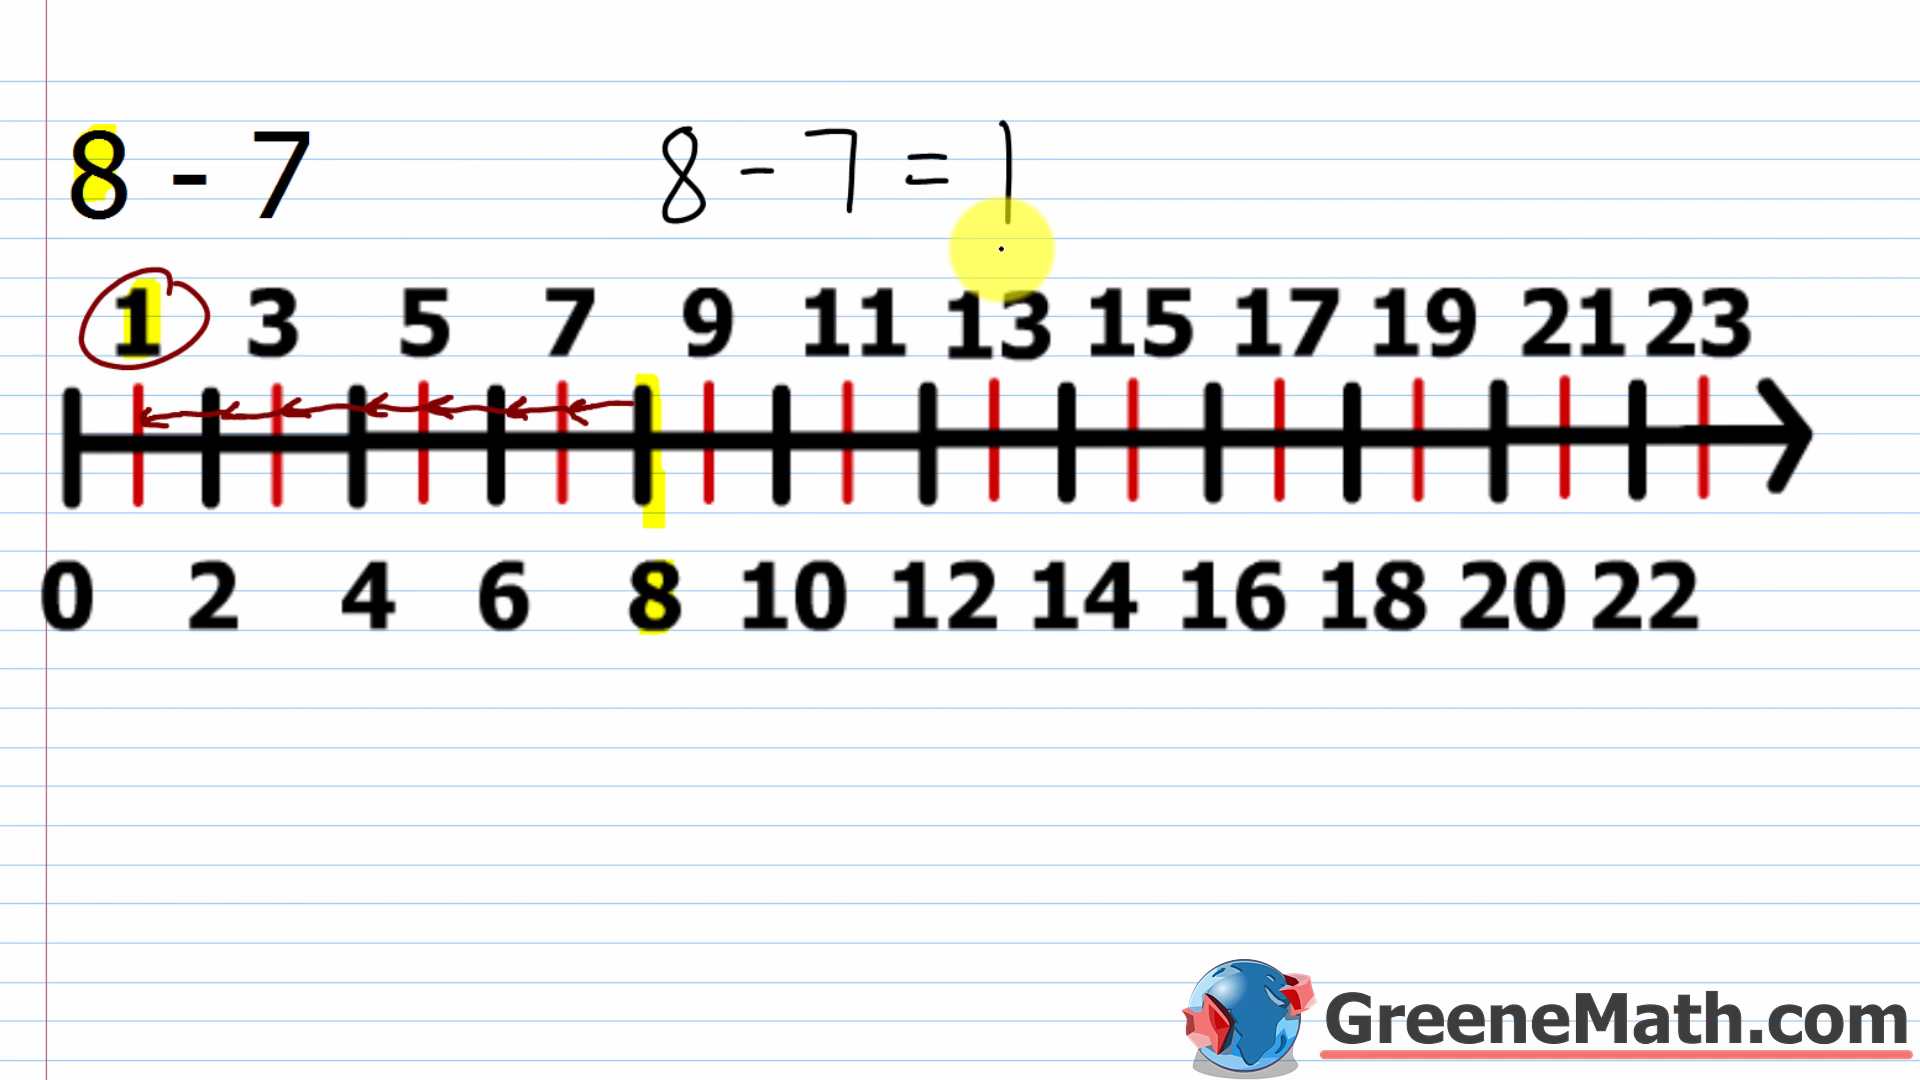 8 - 7 8 - 7 = 1
1 3 5 7 9 11 13 15 17 19 21 23
0 2 4 6 8 10 12 14 16 18 20 22
GreeneMath.com